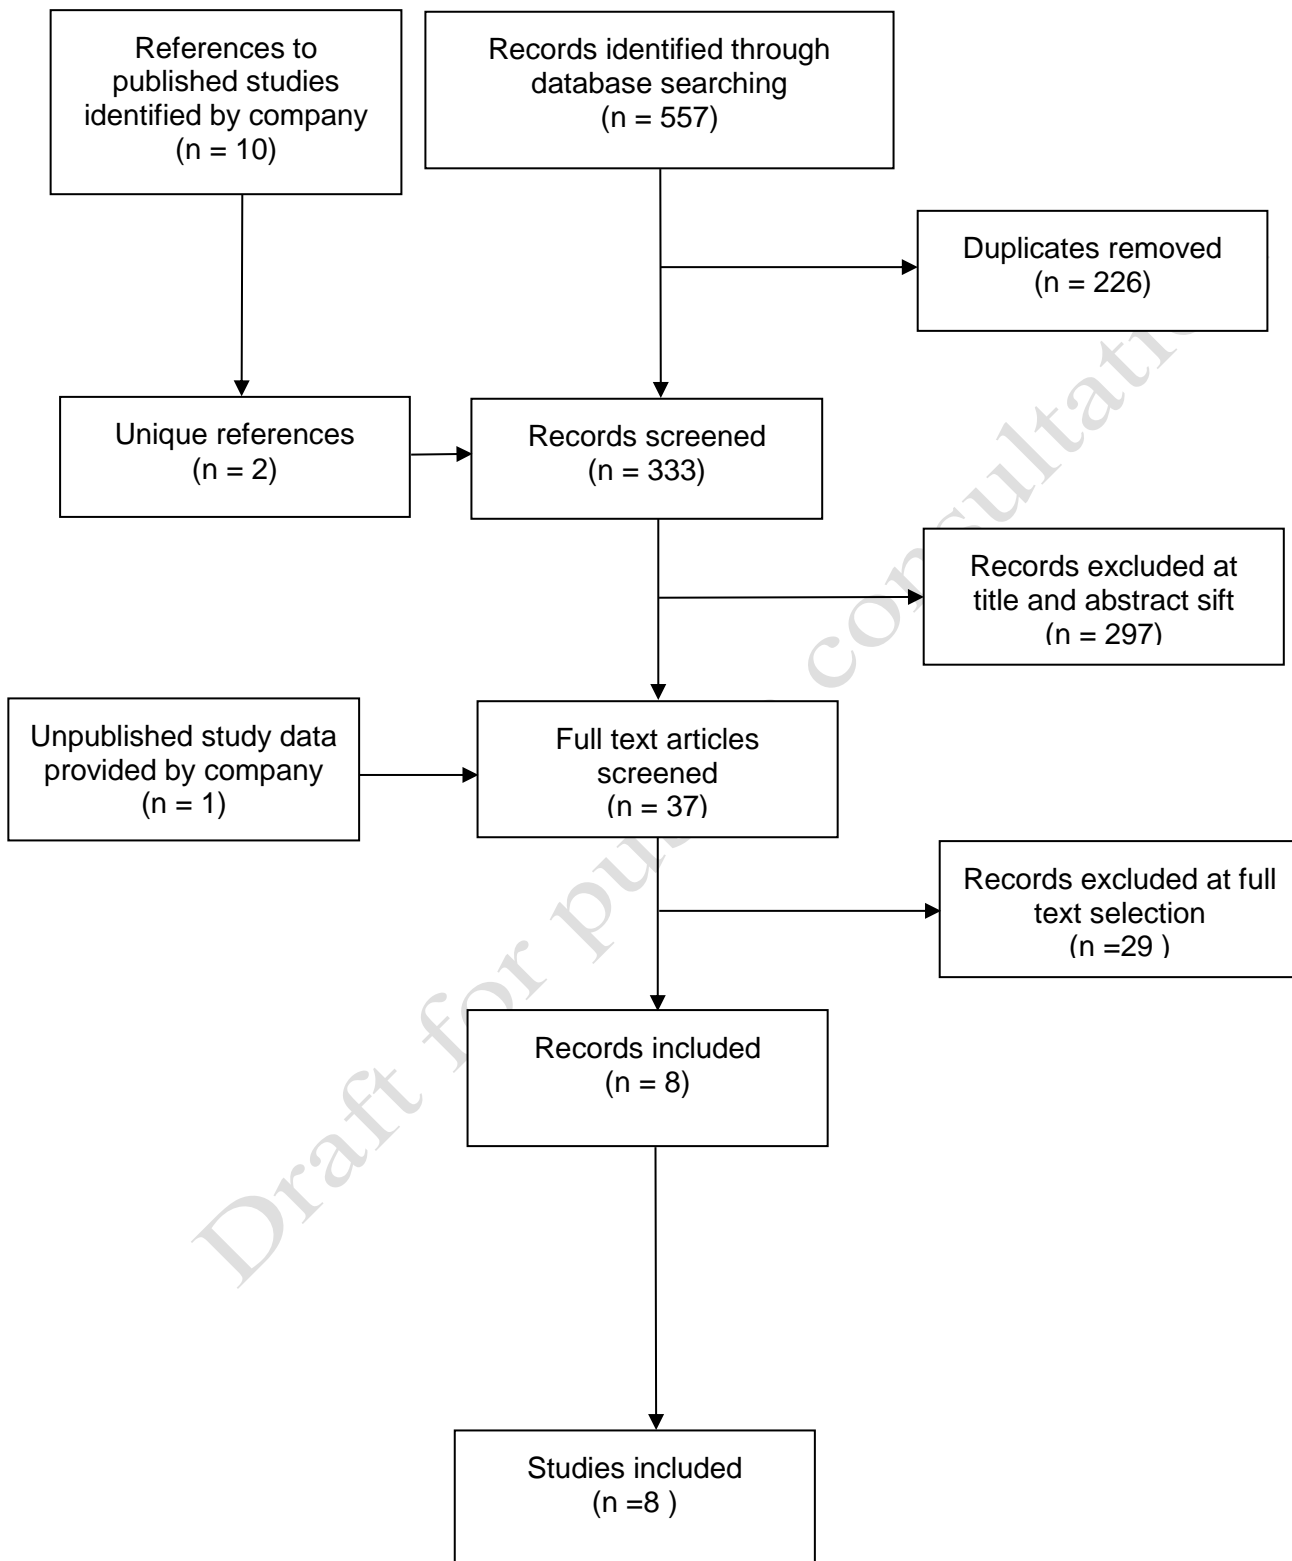 References to
published studies
identified by company
(n = 10)
Records identified through
database searching
(n = 557)
Duplicates removed
(n = 226)
Unique references
(n = 2)
Records screened
(n = 333)
Records excluded at
title and abstract sift
(n = 297)
Unpublished study data
provided by company
(n = 1)
Full text articles
screened
(n = 37)
Records excluded at full
text selection
(n =29 )
Records included
(n = 8)
Studies included
(n =8 )
Draft for